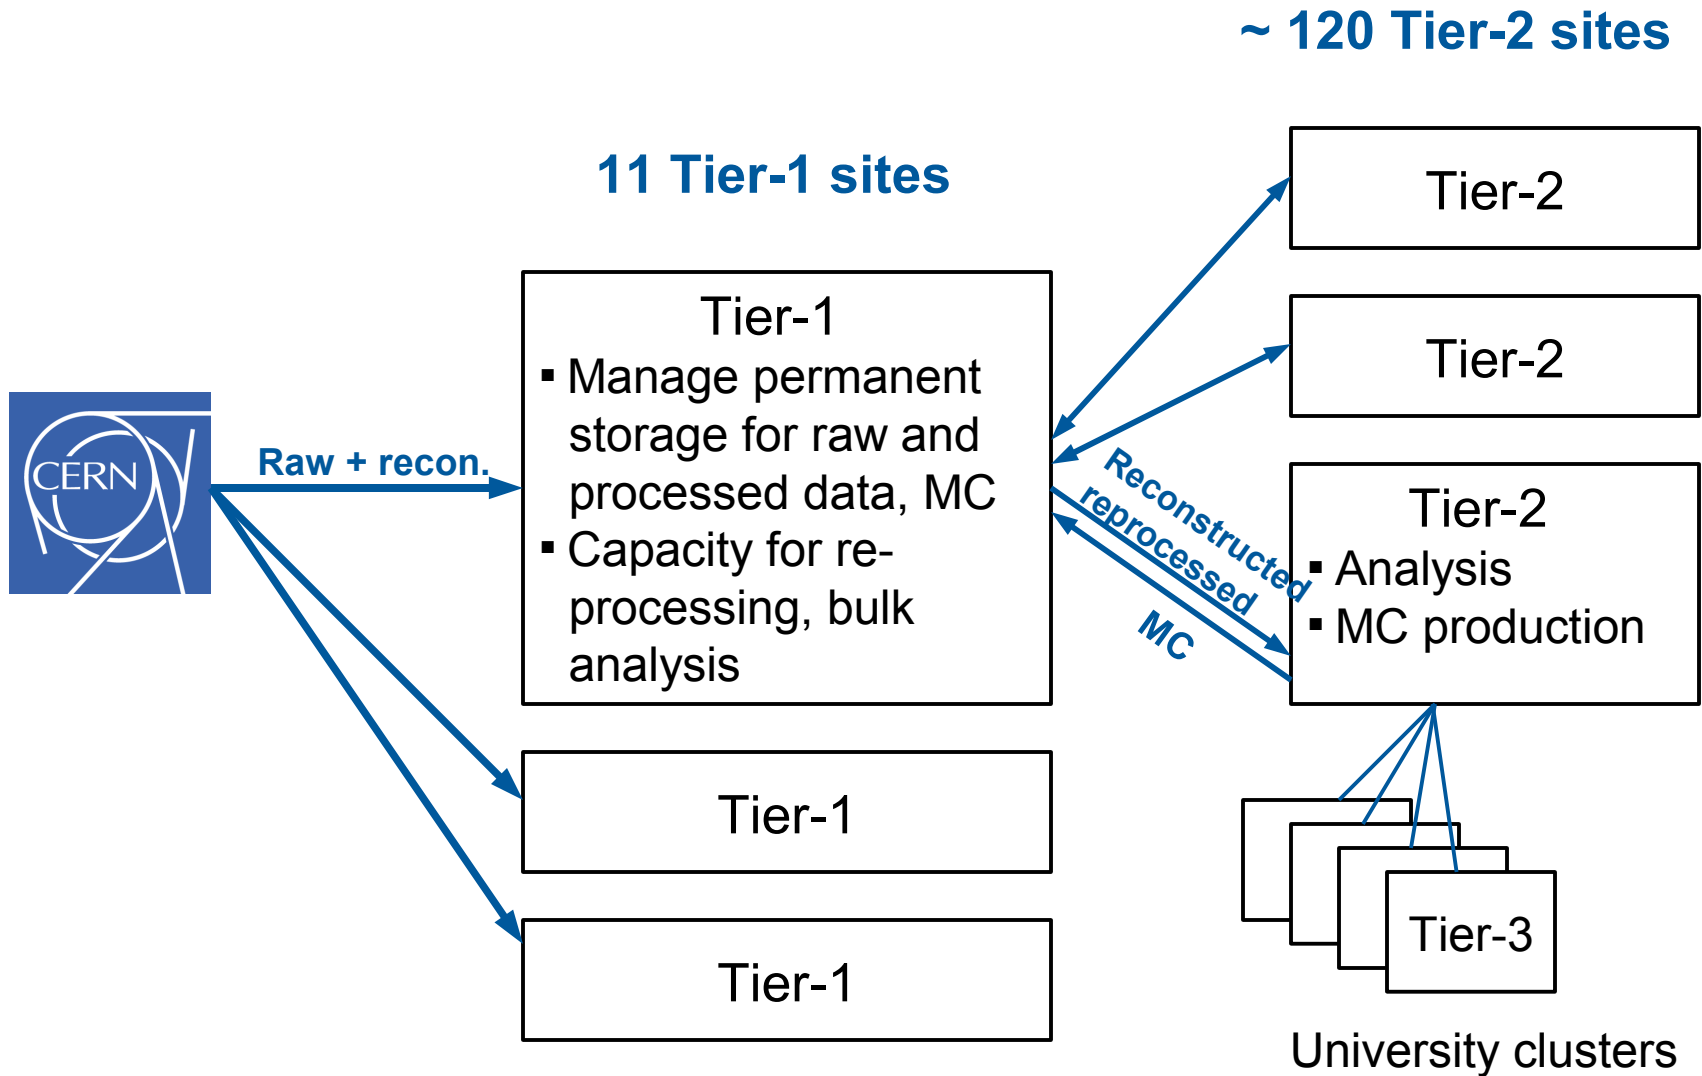 ~ 120 Tier-2 sites
11 Tier-1 sites
CERN
Raw + recon.
Tier-1
▪ Manage permanent
storage for raw and
processed data, MC
▪ Capacity for re-
processing, bulk
analysis
Tier-1
Tier-1
Tier-2
Tier-2
Reconstructed
reprocessed
MC
Tier-2
▪ Analysis
▪ MC production
Tier-3
University clusters